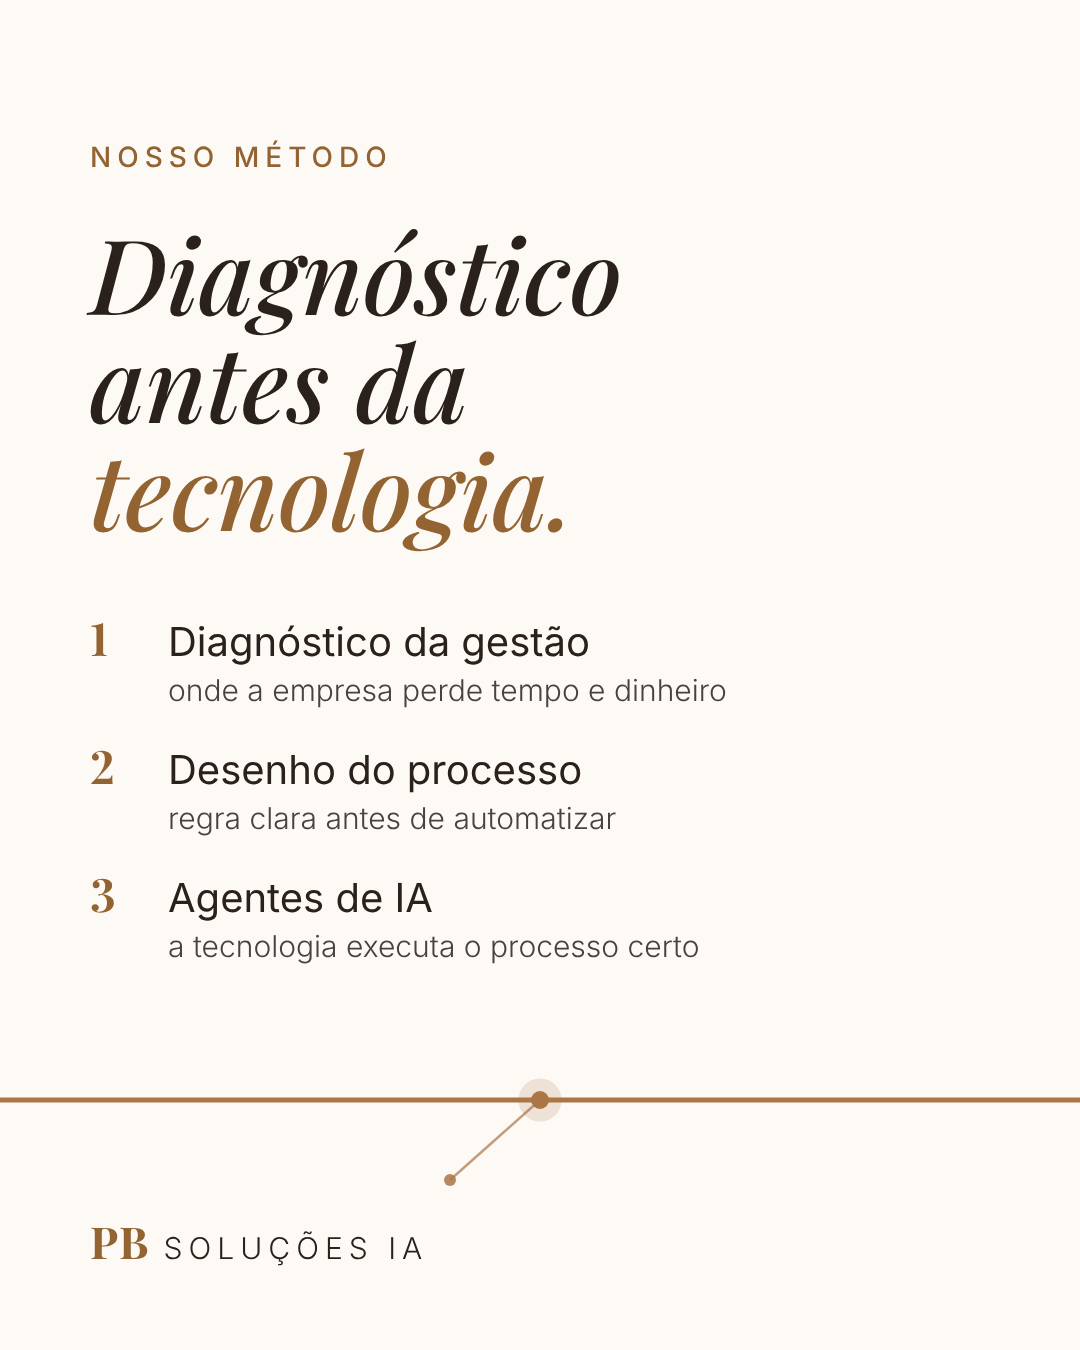 NOSSO MÉTODO
Diagnóstico
antes da
tecnologia.
1 Diagnóstico da gestão
onde a empresa perde tempo e dinheiro
2 Desenho do processo
regra clara antes de automatizar
3 Agentes de IA
a tecnologia executa o processo certo
PB SOLUÇÕES IA